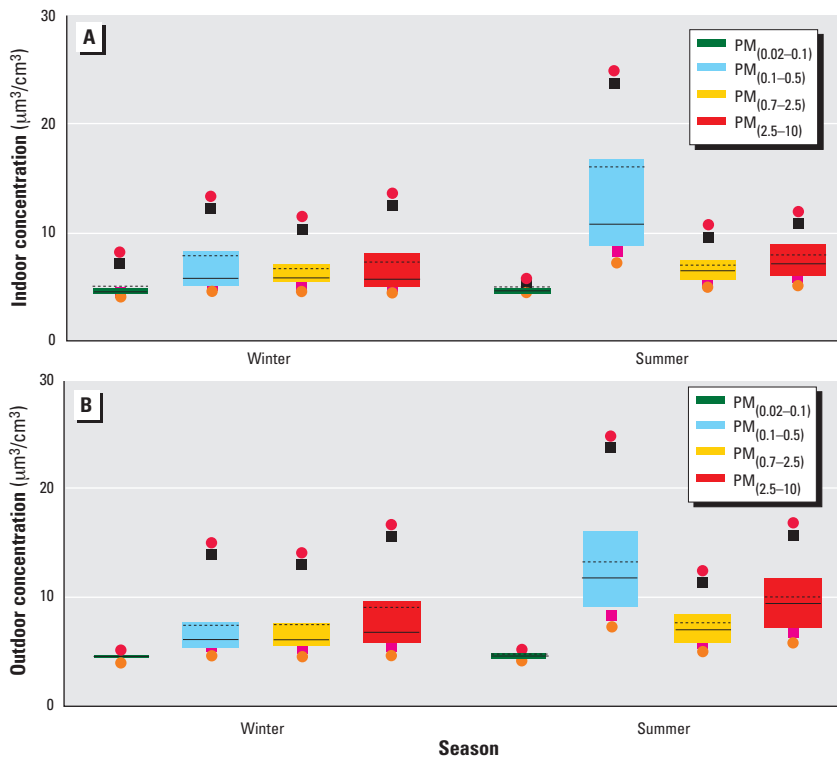 A
Indoor concentration (μm³/cm³)
30
20
10
0
PM(0.02–0.1)
PM(0.1–0.5)
PM(0.7–2.5)
PM(2.5–10)
Winter Summer
B
Outdoor concentration (μm³/cm³)
30
20
10
0
PM(0.02–0.1)
PM(0.1–0.5)
PM(0.7–2.5)
PM(2.5–10)
Winter Summer
Season